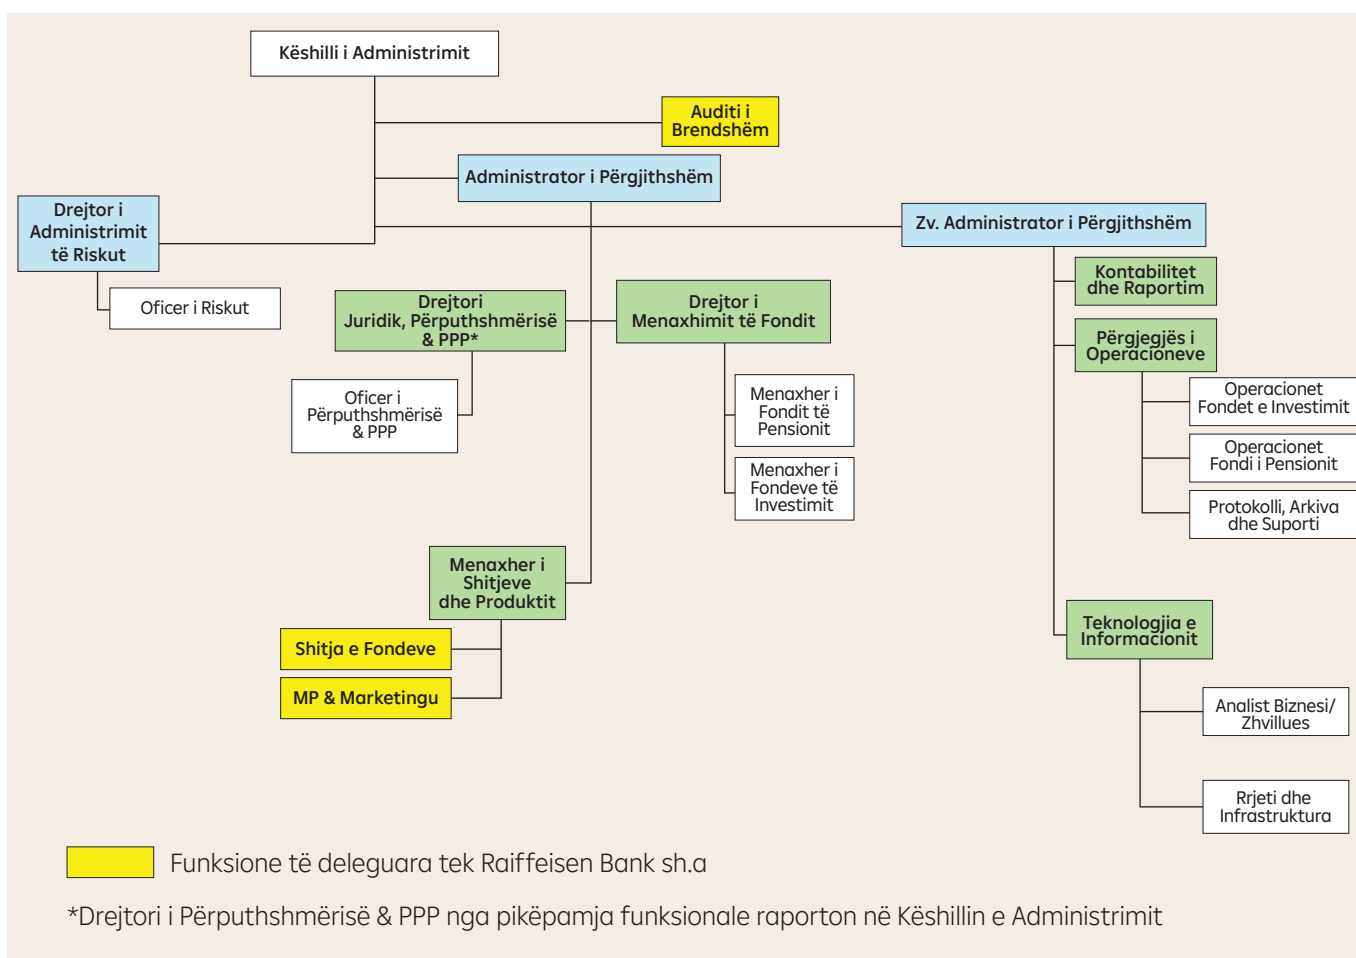 Këshilli i Administrimit
Auditi i
Brendshëm
Administrator i Përgjithshëm
Drejtor i
Administrimit
të Riskut
Zv. Administrator i Përgjithshëm
Oficer i Riskut
Drejtori
Juridik, Përputhshmërisë
& PPP*
Drejtor i
Menaxhimit të Fondit
Kontabilitet
dhe Raportim
Përgjegjës i
Operacioneve
Oficer i
Përputhshmërisë
& PPP
Menaxher i
Fondit të
Pensionit
Menaxher i
Fondeve të
Investimit
Operacionet
Fondet e Investimit
Operacionet
Fondi i Pensionit
Protokolli, Arkiva
dhe Suporti
Menaxher i
Shitjeve
dhe Produktit
Shitja e Fondeve
MP & Marketingu
Teknologjia e
Informacionit
Analist Biznesi/
Zhvillues
Rrjeti dhe
Infrastruktura
Funksione të deleguara tek Raiffeisen Bank sh.a
*Drejtori i Përputhshmërisë & PPP nga pikëpamja funksionale raporton në Këshillin e Administrimit